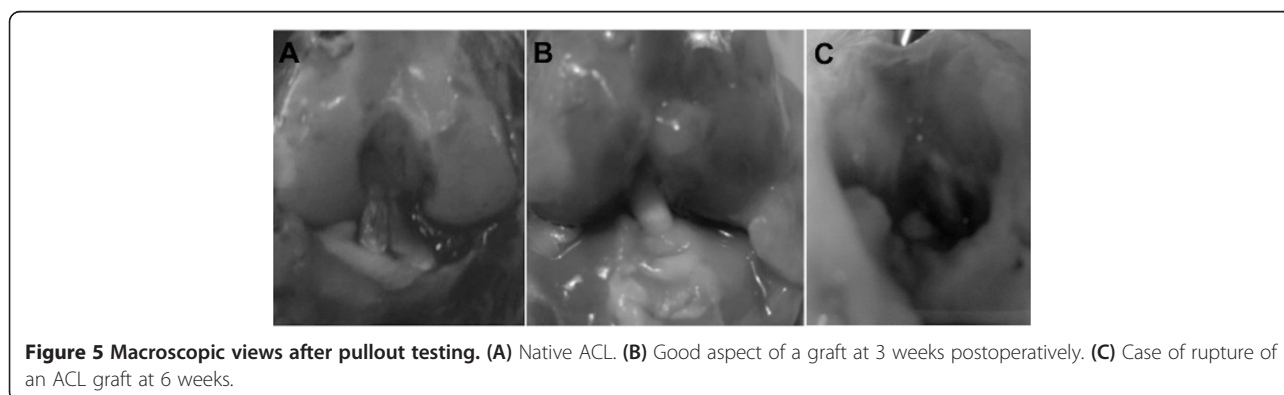 A B C
Figure 5 Macroscopic views after pullout testing. (A) Native ACL. (B) Good aspect of a graft at 3 weeks postoperatively. (C) Case of rupture of
an ACL graft at 6 weeks.